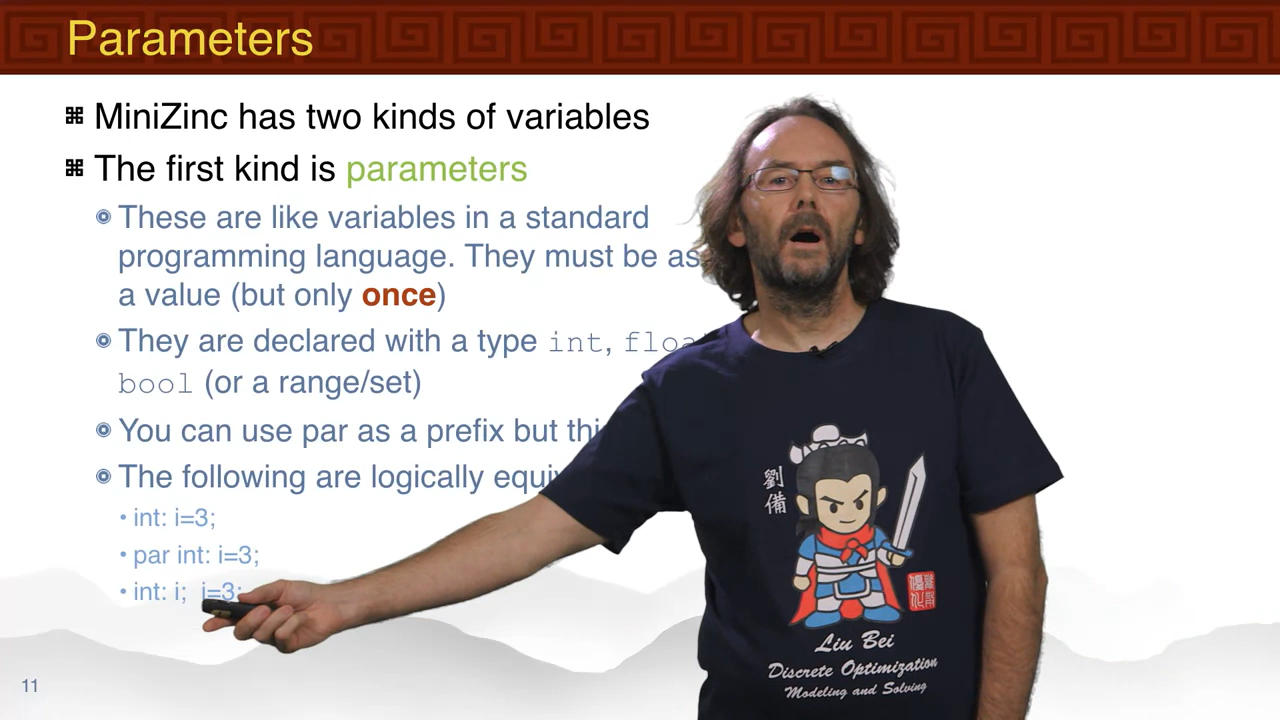 Parameters
MiniZinc has two kinds of variables
The first kind is parameters
These are like variables in a standard
programming language. They must be as
a value (but only once)
They are declared with a type int, float
bool (or a range/set)
You can use par as a prefix but thi
The following are logically equiv
int: i=3;
par int: i=3;
int: i; i=3;
劉備
Liu Bei
Discrete Optimization
Modeling and Solving
11